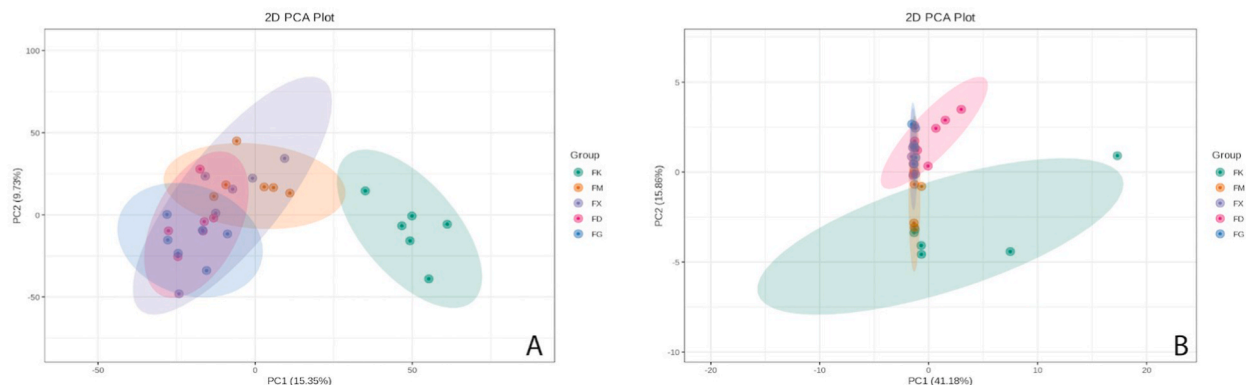 2D PCA Plot
100
50
0
-50
PC2 (9.73%)
-50
0
50
PC1 (15.35%)
Group
FK
FM
FX
FD
FG
A
2D PCA Plot
5
0
-5
-10
PC2 (15.86%)
-20
-10
0
10
20
PC1 (41.18%)
Group
FK
FM
FX
FD
FG
B